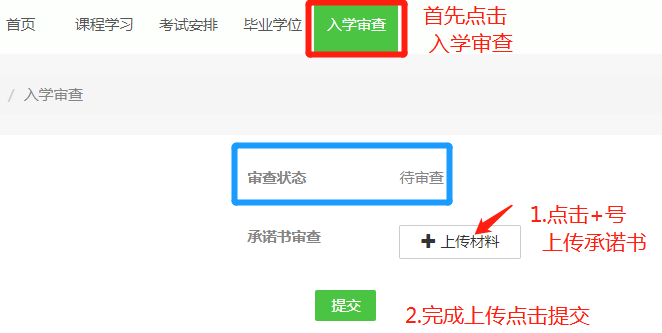 首页 课程学习 考试安排 毕业学位 入学审查
首先点击
入学审查
/ 入学审查
审查状态 待审查
1.点击+号
上传承诺书
承诺书审查 +上传材料
提交
2.完成上传点击提交